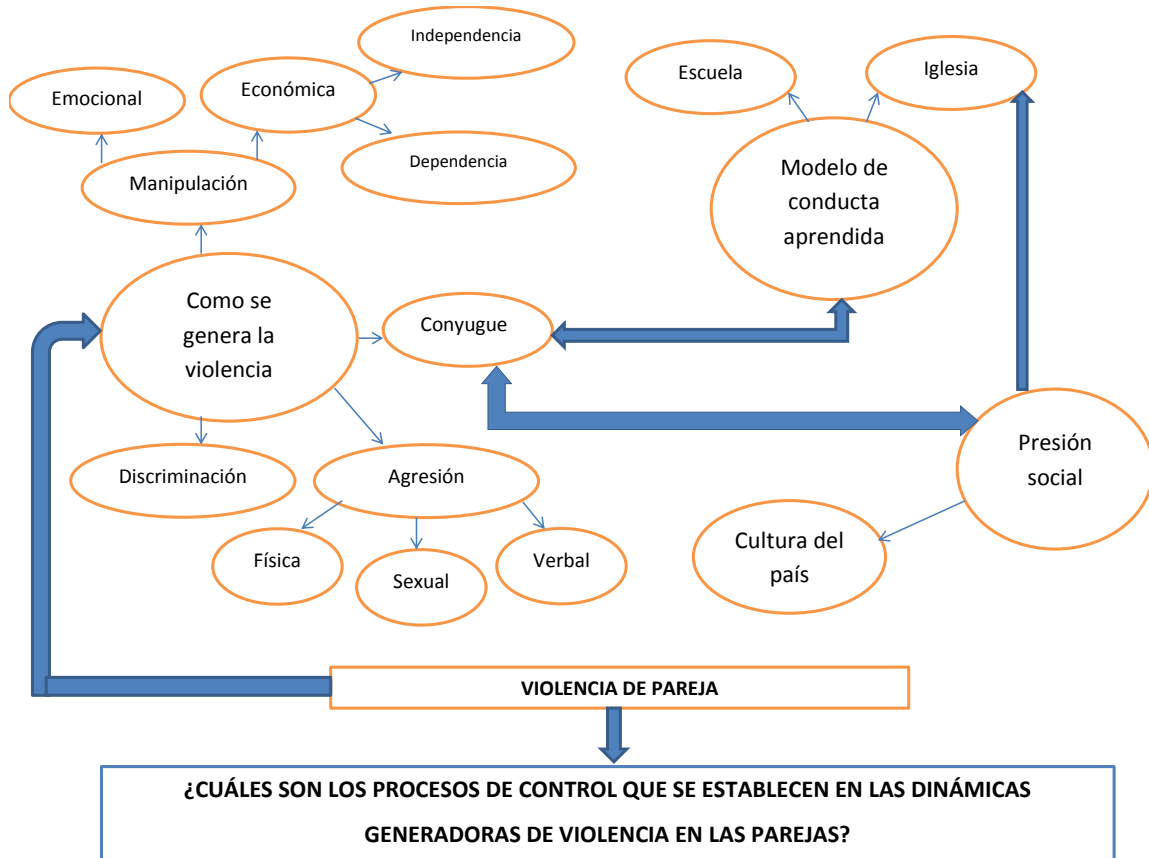 Independencia
Escuela
Iglesia
Emocional
Económica
Dependencia
Manipulación
Modelo de
conducta
aprendida
Como se
genera la
violencia
Conyugue
Discriminación
Agresión
Presión
social
Física
Sexual
Verbal
Cultura del
país
VIOLENCIA DE PAREJA
¿CUÁLES SON LOS PROCESOS DE CONTROL QUE SE ESTABLECEN EN LAS DINÁMICAS
GENERADORAS DE VIOLENCIA EN LAS PAREJAS?